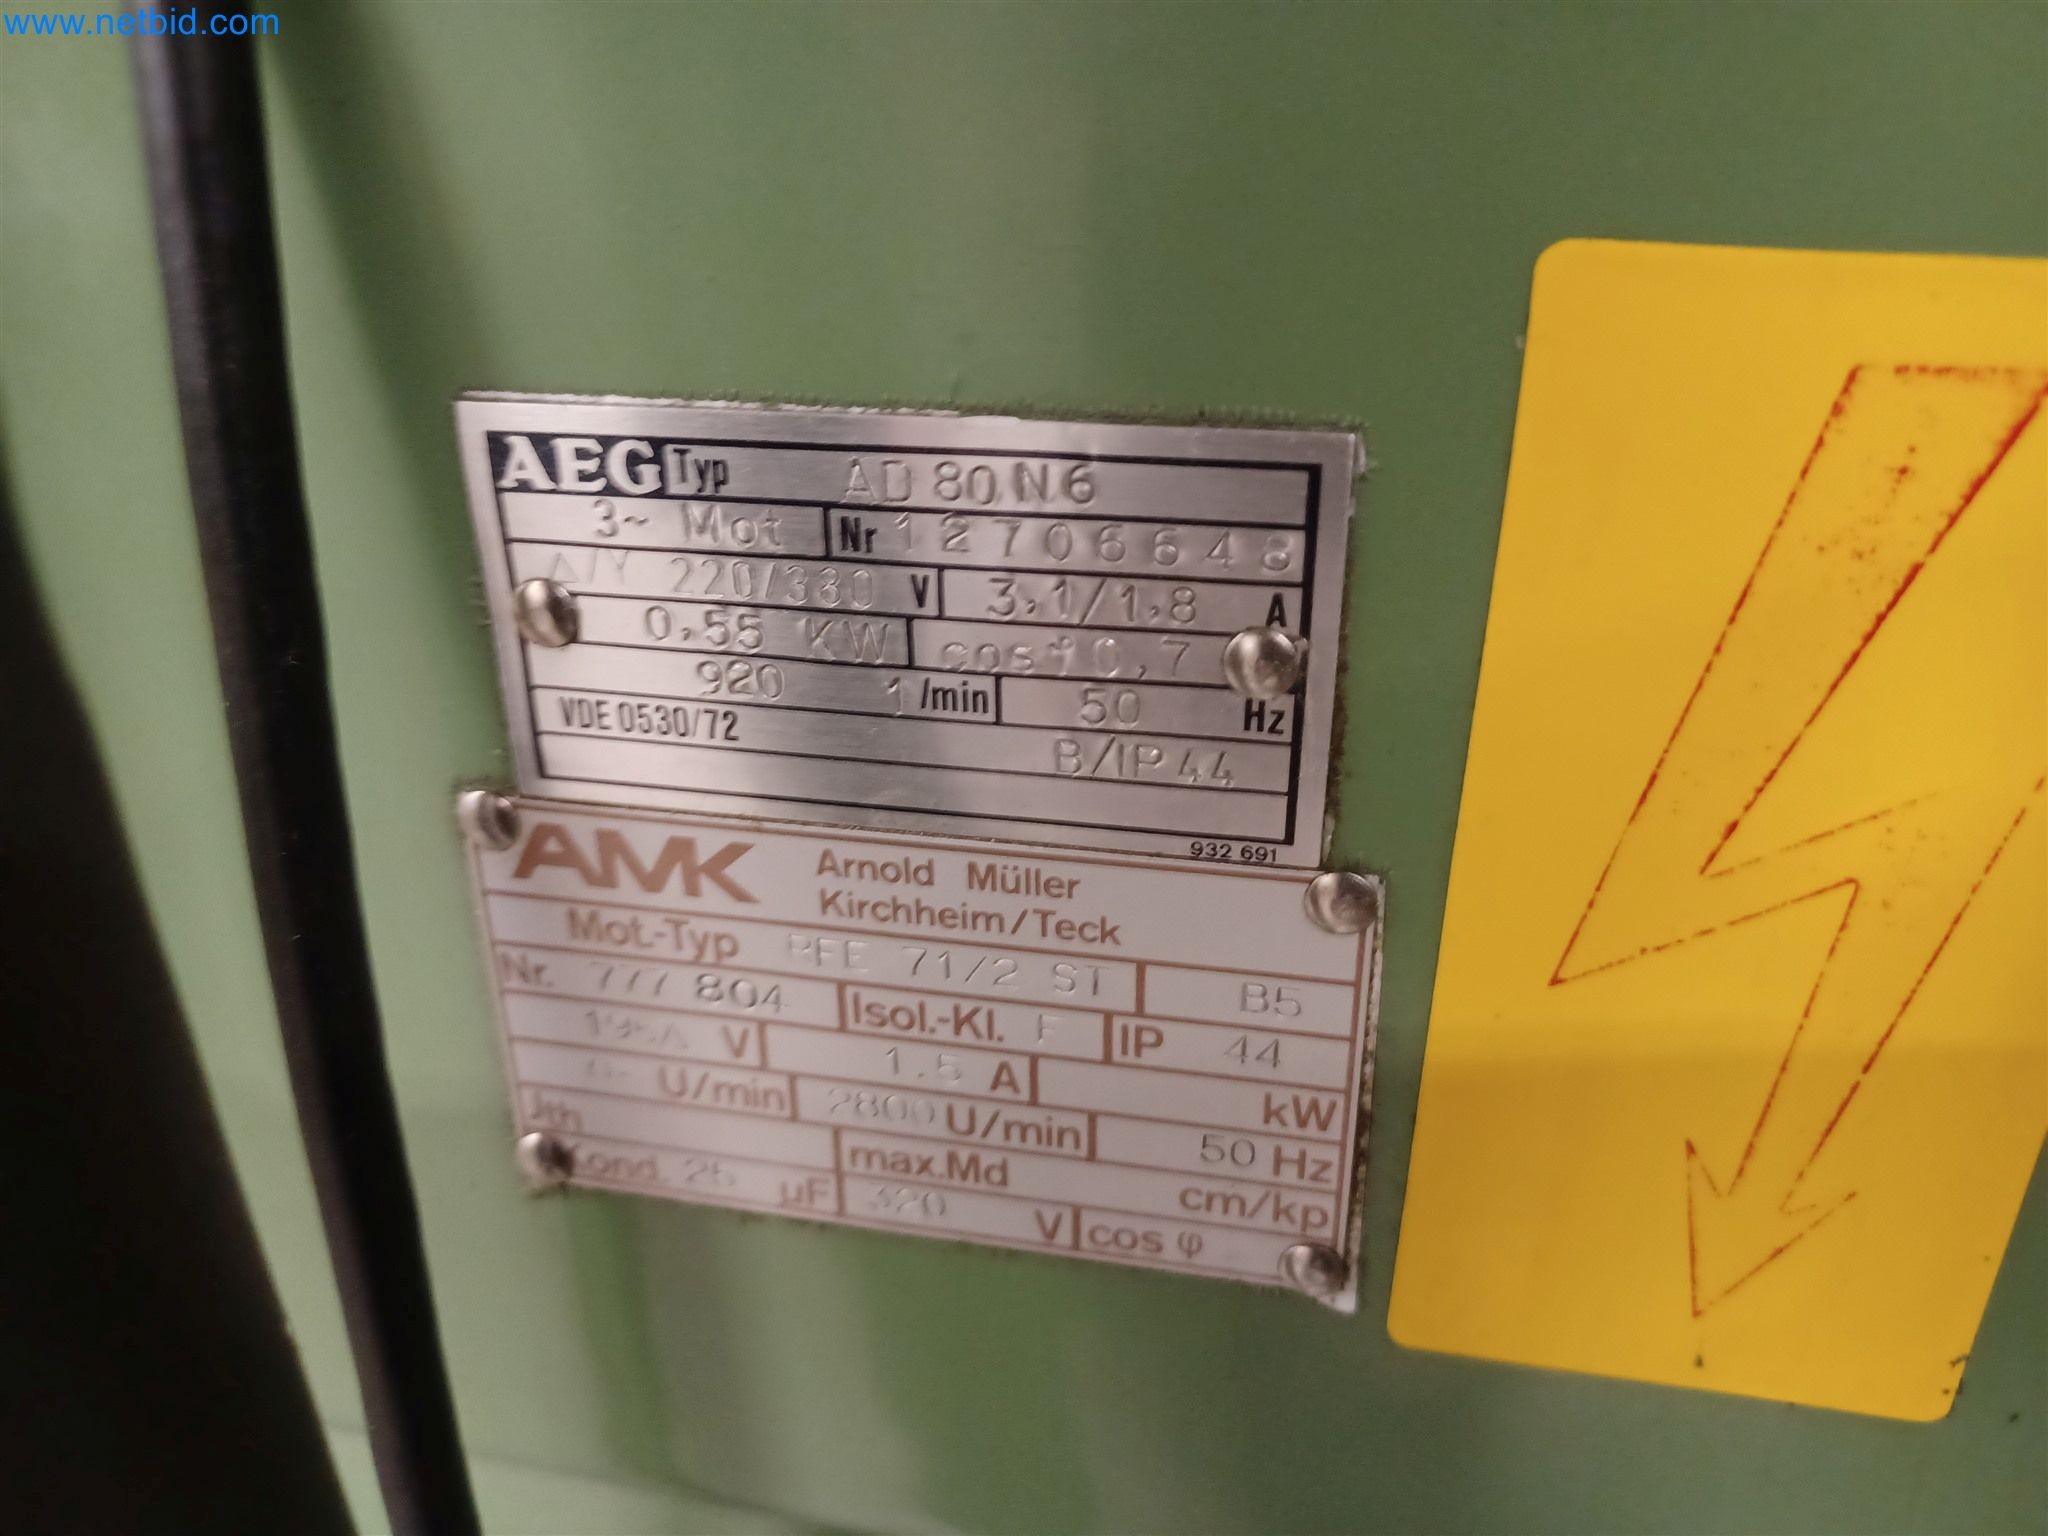 www.netbid.com
AEG Typ AD 80 N6
3~ Mot Nr 12706648
△/Y 220/380 V 3,1/1,8 A
0,55 KW cosφ 0,7
920 1/min 50 Hz
VDE 0530/72
B/IP 44
932 691
AMK Arnold Müller
Kirchheim/Teck
Mot.-Typ RFE 71/2 ST B5
Nr. 777 804 Isol.-Kl. F IP 44
V 1.5 A kW
U/min 2800 U/min 50 Hz
Jth max.Md cm/kp
Kond. 25 µF 320 V cos φ